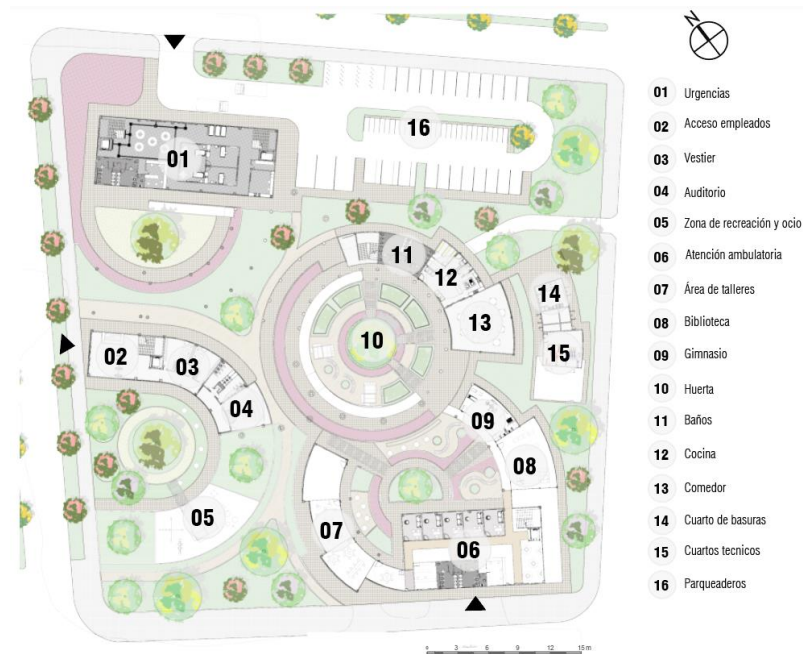 N
01 Urgencias
02 Acceso empleados
03 Vestier
04 Auditorio
05 Zona de recreación y ocio
06 Atención ambulatoria
07 Área de talleres
08 Biblioteca
09 Gimnasio
10 Huerta
11 Baños
12 Cocina
13 Comedor
14 Cuarto de basuras
15 Cuartos tecnicos
16 Parqueaderos
16
01
11
12
14
13
10
15
02
03
04
09
08
05
07
06
3 6 9 12 15 m